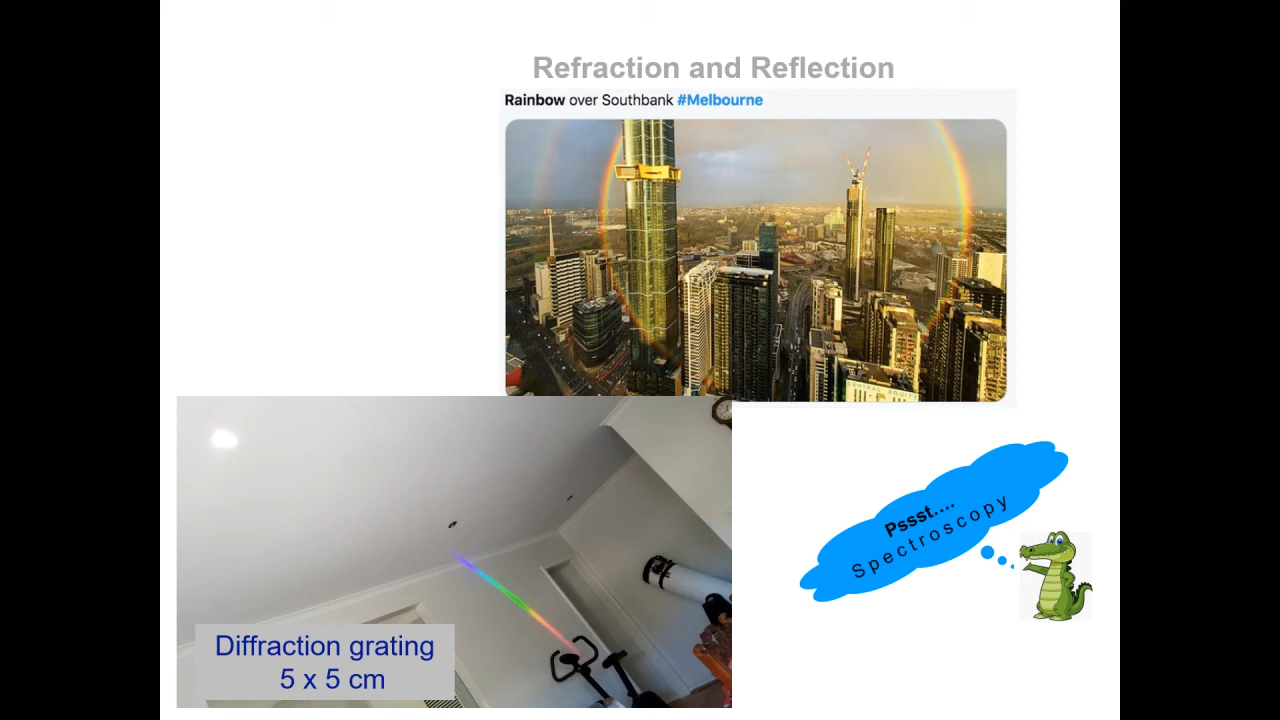 Refraction and Reflection
Rainbow over Southbank #Melbourne
Pssst....
Spectroscopy
Diffraction grating
5 x 5 cm